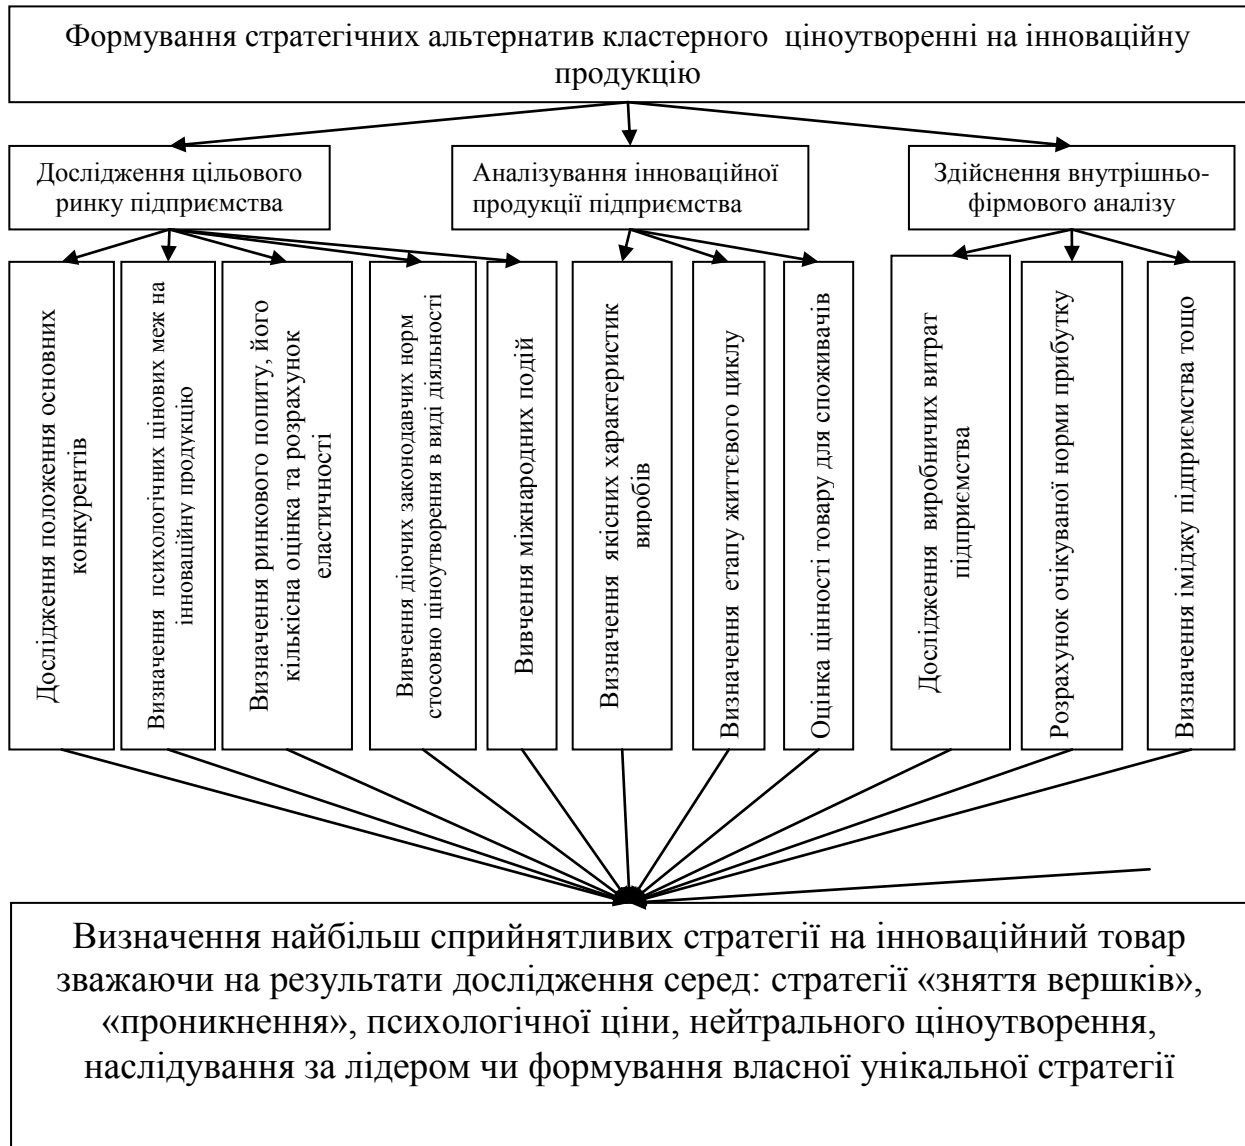 Формування стратегічних альтернатив кластерного ціноутворенні на інноваційну
продукцію
Дослідження цільового
ринку підприємства
Аналізування інноваційної
продукції підприємства
Здійснення внутрішньо-
фірмового аналізу
Дослідження положення основних
конкурентів
Визначення психологічних цінових меж на
інноваційну продукцію
Визначення ринкового попиту, його
кількісна оцінка та розрахунок
еластичності
Вивчення діючих законодавчих норм
стосовно ціноутворення в виді діяльності
Вивчення міжнародних подій
Визначення якісних характеристик
виробів
Визначення етапу життєвого циклу
Оцінка цінності товару для споживачів
Дослідження виробничих витрат
підприємства
Розрахунок очікуваної норми прибутку
Визначення іміджу підприємства тощо
Визначення найбільш сприйнятливих стратегії на інноваційний товар
зважаючи на результати дослідження серед: стратегії «зняття вершків»,
«проникнення», психологічної ціни, нейтрального ціноутворення,
наслідування за лідером чи формування власної унікальної стратегії